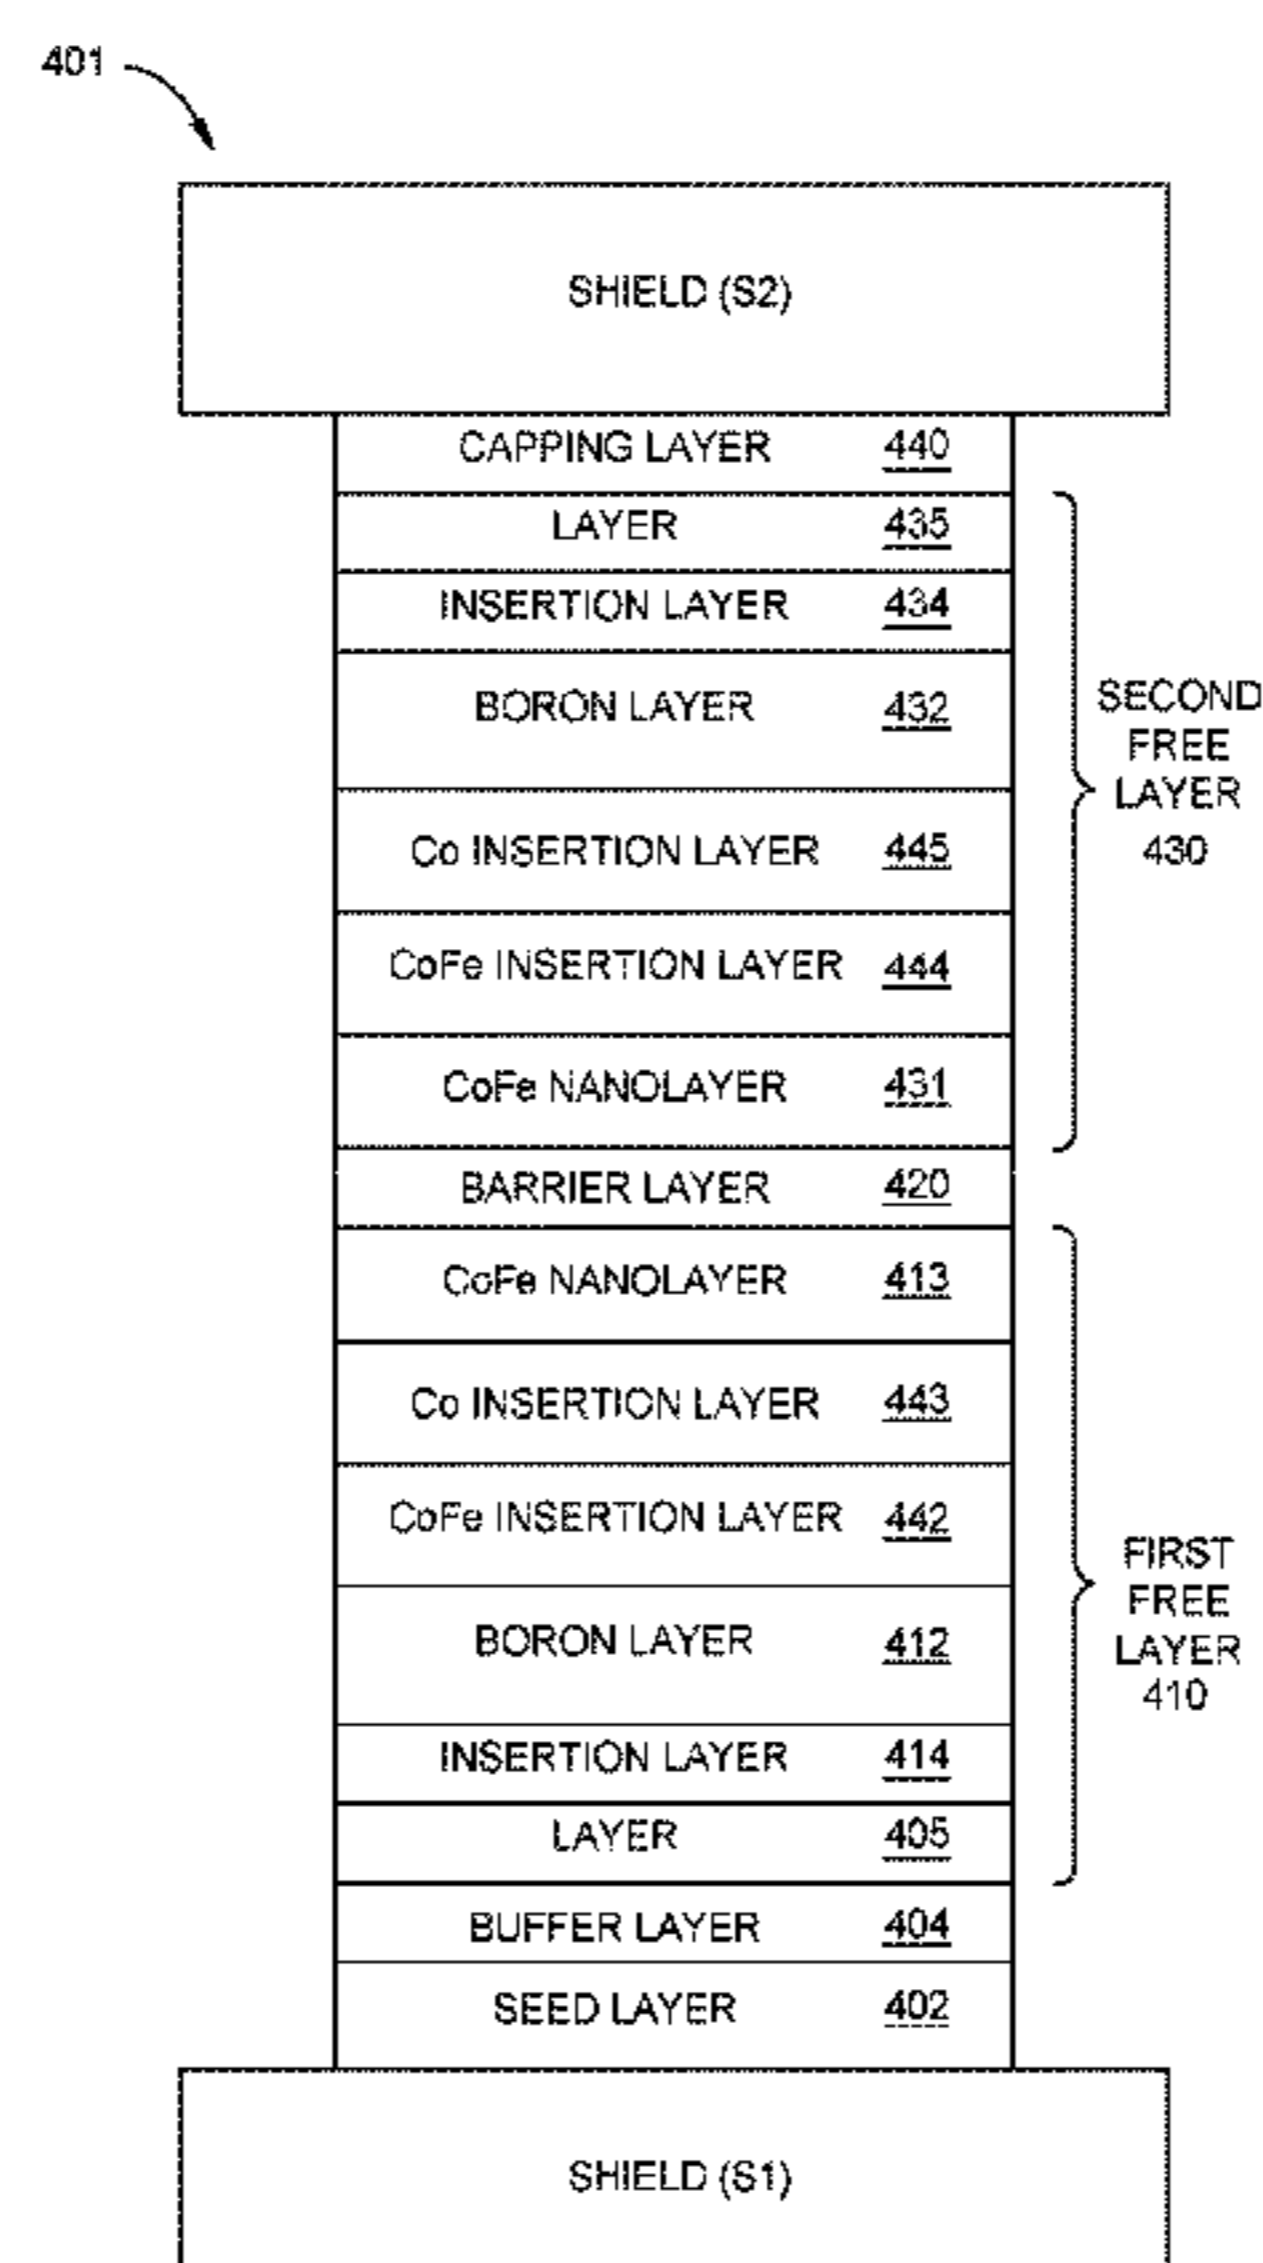 401
SHIELD (S2)
CAPPING LAYER 440
LAYER 435
INSERTION LAYER 434
BORON LAYER 432
SECOND
FREE
LAYER
430
Co INSERTION LAYER 445
CoFe INSERTION LAYER 444
CoFe NANOLAYER 431
BARRIER LAYER 420
CoFe NANOLAYER 413
Co INSERTION LAYER 443
CoFe INSERTION LAYER 442
FIRST
FREE
LAYER
410
BORON LAYER 412
INSERTION LAYER 414
LAYER 405
BUFFER LAYER 404
SEED LAYER 402
SHIELD (S1)